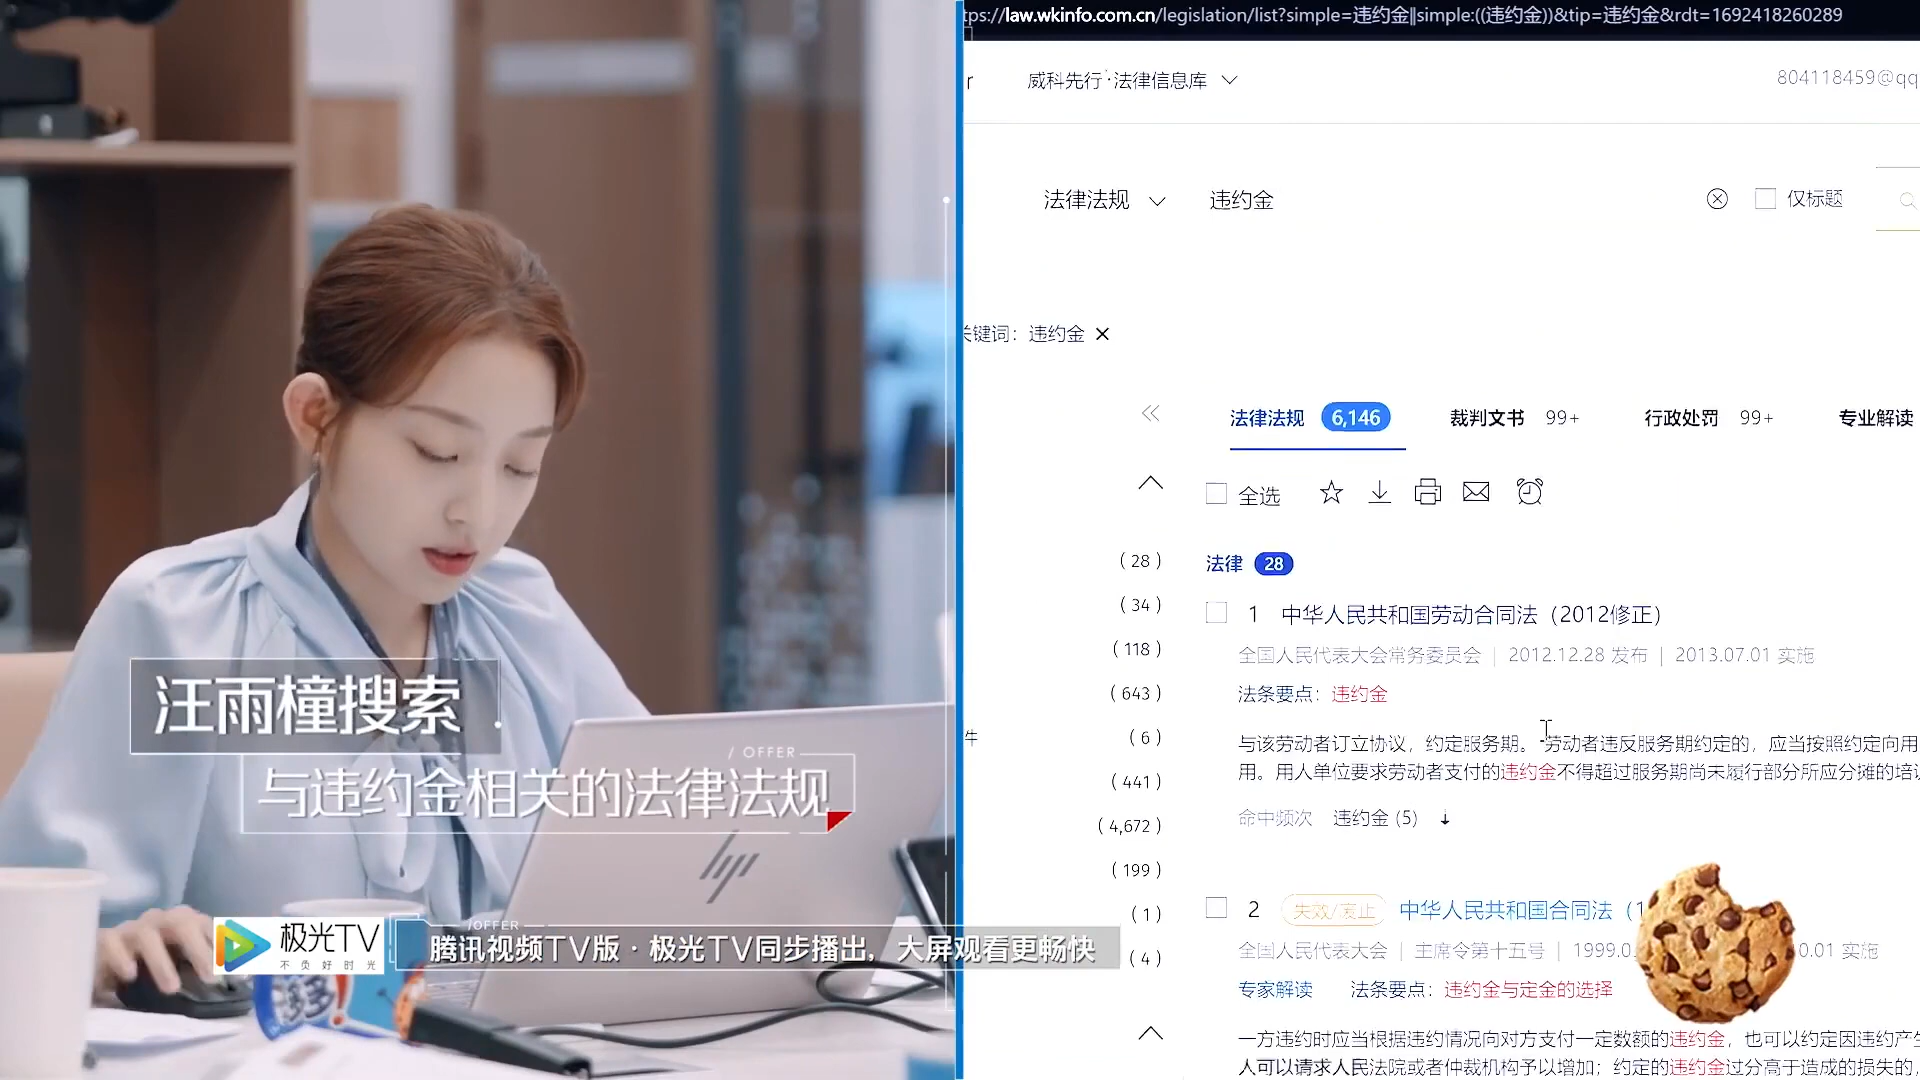 tps://law.wkinfo.com.cn/legislation/list?simple=违约金||simple:((违约金))&tip=违约金&rdt=1692418260289
r 威科先行·法律信息库
804118459@qq
法律法规 违约金 仅标题
关键词：违约金
法律法规 6,146 裁判文书 99+ 行政处罚 99+ 专业解读
全选
法律 28
1 中华人民共和国劳动合同法（2012修正）
全国人民代表大会常务委员会 | 2012.12.28 发布 | 2013.07.01 实施
法条要点：违约金
与该劳动者订立协议，约定服务期。劳动者违反服务期约定的，应当按照约定向用
用。用人单位要求劳动者支付的违约金不得超过服务期尚未履行部分所应分摊的培训
命中频次 违约金 (5)
2 失效/废止 中华人民共和国合同法（1
全国人民代表大会 | 主席令第十五号 | 1999.0
0.01 实施
专家解读 法条要点：违约金与定金的选择
一方违约时应当根据违约情况向对方支付一定数额的违约金，也可以约定因违约产生
人可以请求人民法院或者仲裁机构予以增加；约定的违约金过分高于造成的损失的，
( 28 )
( 34 )
( 118 )
( 643 )
件 ( 6 )
( 441 )
( 4,672 )
( 199 )
( 1 )
( 4 )
汪雨橦搜索
/ OFFER
与违约金相关的法律法规
hp
极光TV
不负好时光
/OFFER
腾讯视频TV版·极光TV同步播出，大屏观看更畅快